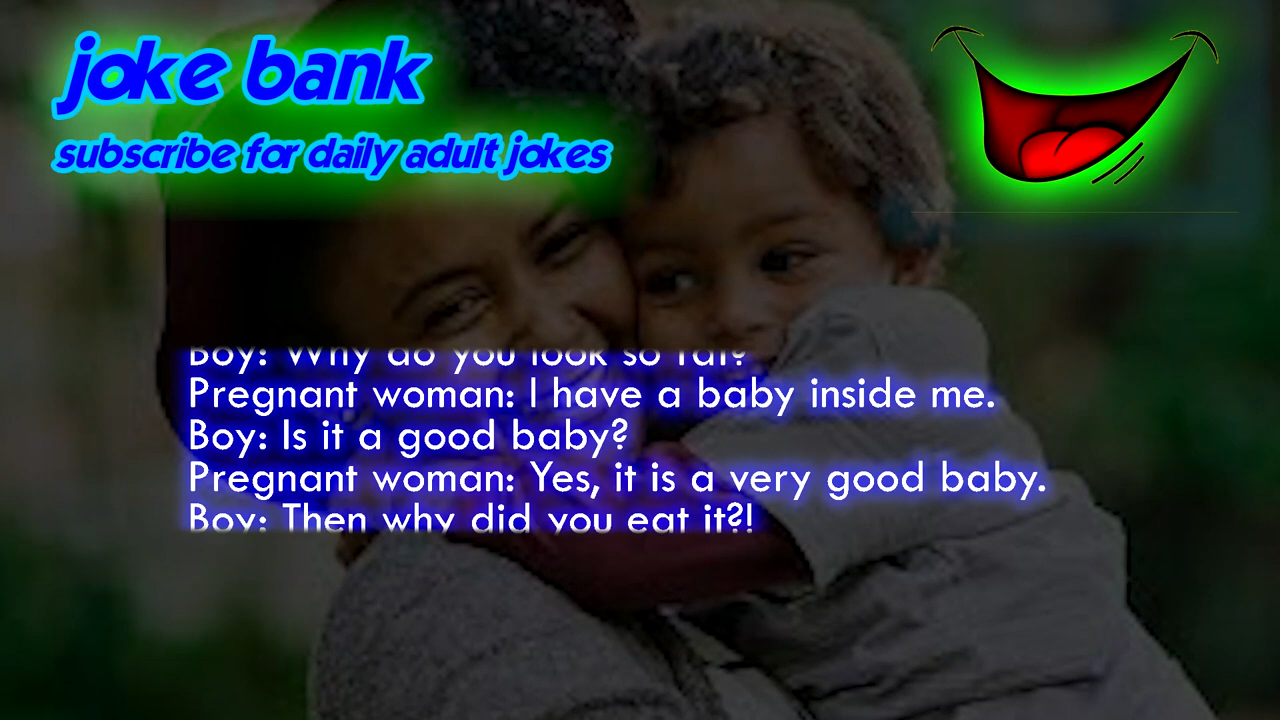 joke bank
subscribe for daily adult jokes
Boy: Why do you look so fat?
Pregnant woman: I have a baby inside me.
Boy: Is it a good baby?
Pregnant woman: Yes, it is a very good baby.
Boy: Then why did you eat it?!